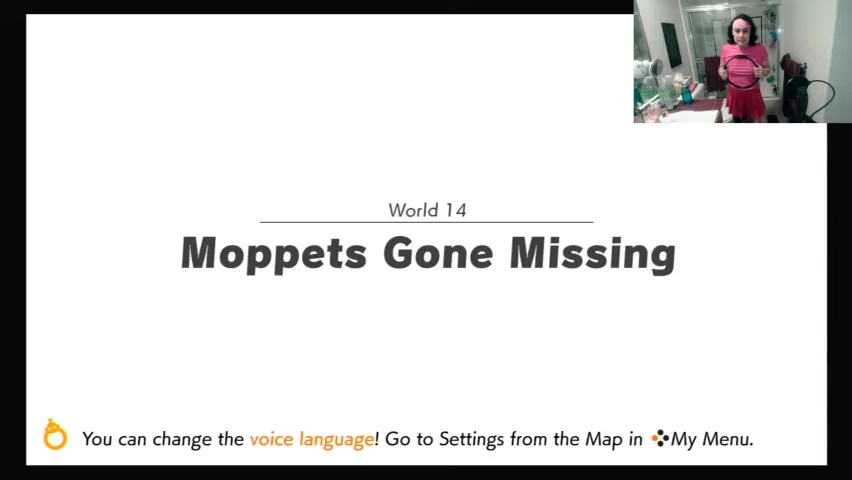 World 14
Moppets Gone Missing
You can change the voice language! Go to Settings from the Map in My Menu.